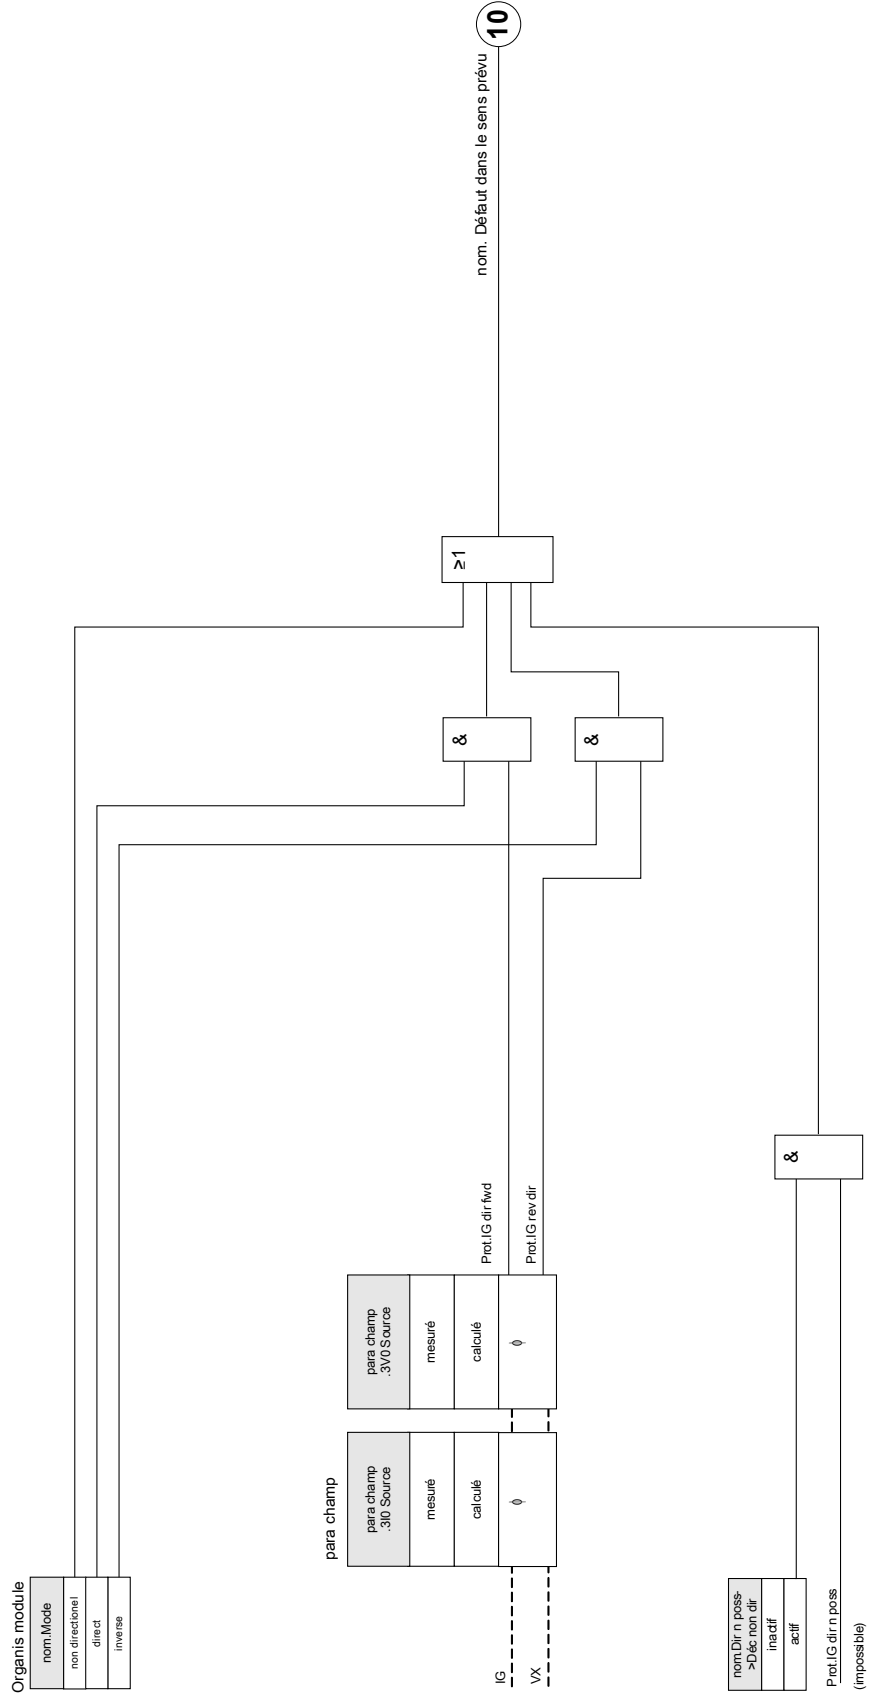 Organis module
nom.Mode
non directionel
direct
inverse
para champ
para champ
.3I0 Source
mesuré
calculé
ϕ
para champ
.3V0 Source
mesuré
calculé
ϕ
IG
VX
Prot.IG dir fwd
Prot.IG rev dir
nom.Dir n poss-
>Déc non dir
inactif
actif
Prot.IG dir n poss
(impossible)
&
&
&
≥1
nom. Défaut dans le sens prévu
10